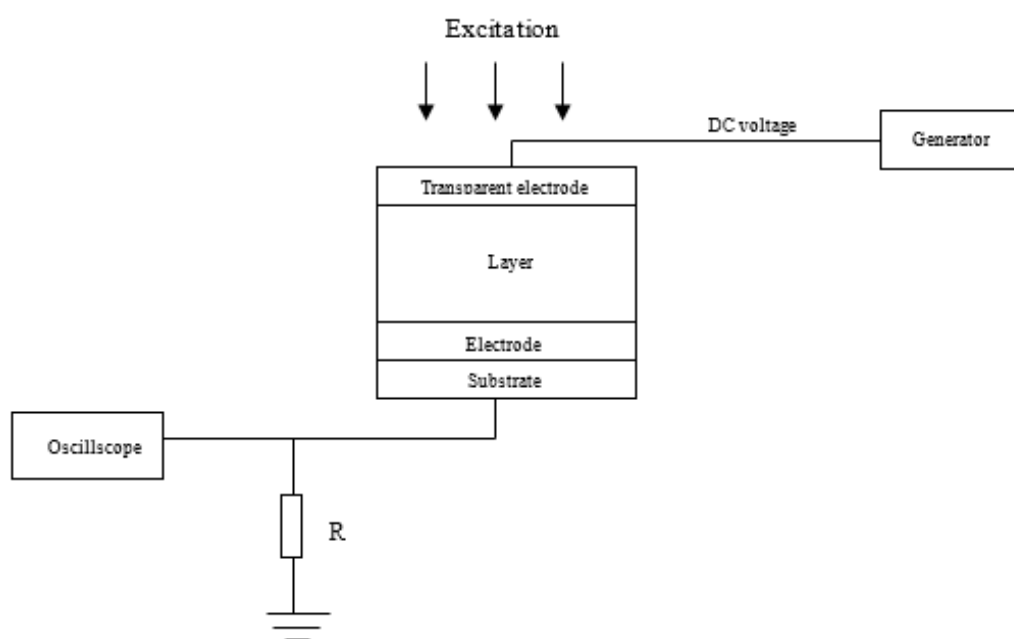 Excitation
DC voltage
Generator
Transparent electrode
Layer
Electrode
Substrate
Oscillscope
R